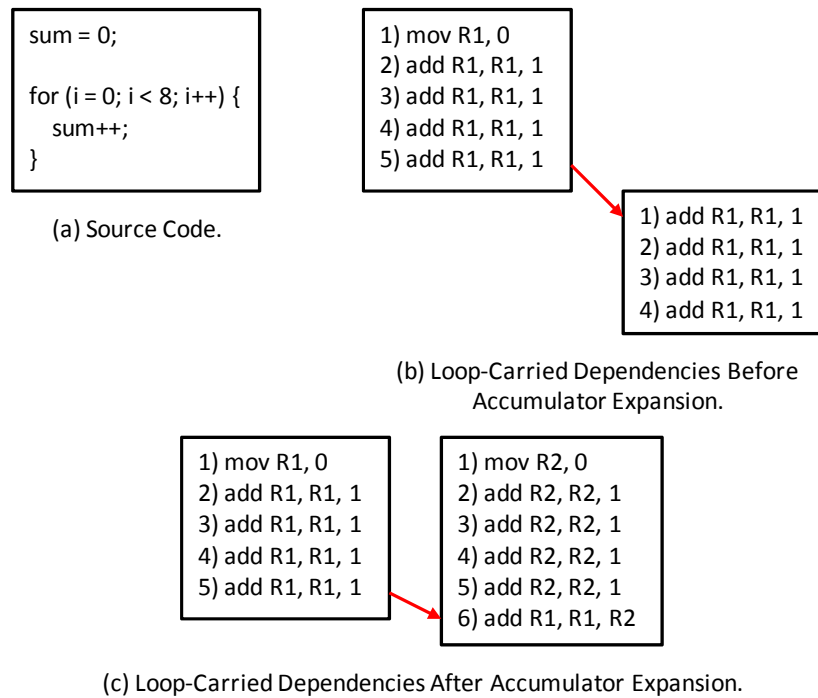 sum = 0;
for (i = 0; i < 8; i++) {
sum++;
}
(a) Source Code.
1) mov R1, 0
2) add R1, R1, 1
3) add R1, R1, 1
4) add R1, R1, 1
5) add R1, R1, 1
1) add R1, R1, 1
2) add R1, R1, 1
3) add R1, R1, 1
4) add R1, R1, 1
(b) Loop-Carried Dependencies Before
Accumulator Expansion.
1) mov R1, 0
2) add R1, R1, 1
3) add R1, R1, 1
4) add R1, R1, 1
5) add R1, R1, 1
1) mov R2, 0
2) add R2, R2, 1
3) add R2, R2, 1
4) add R2, R2, 1
5) add R2, R2, 1
6) add R1, R1, R2
(c) Loop-Carried Dependencies After Accumulator Expansion.